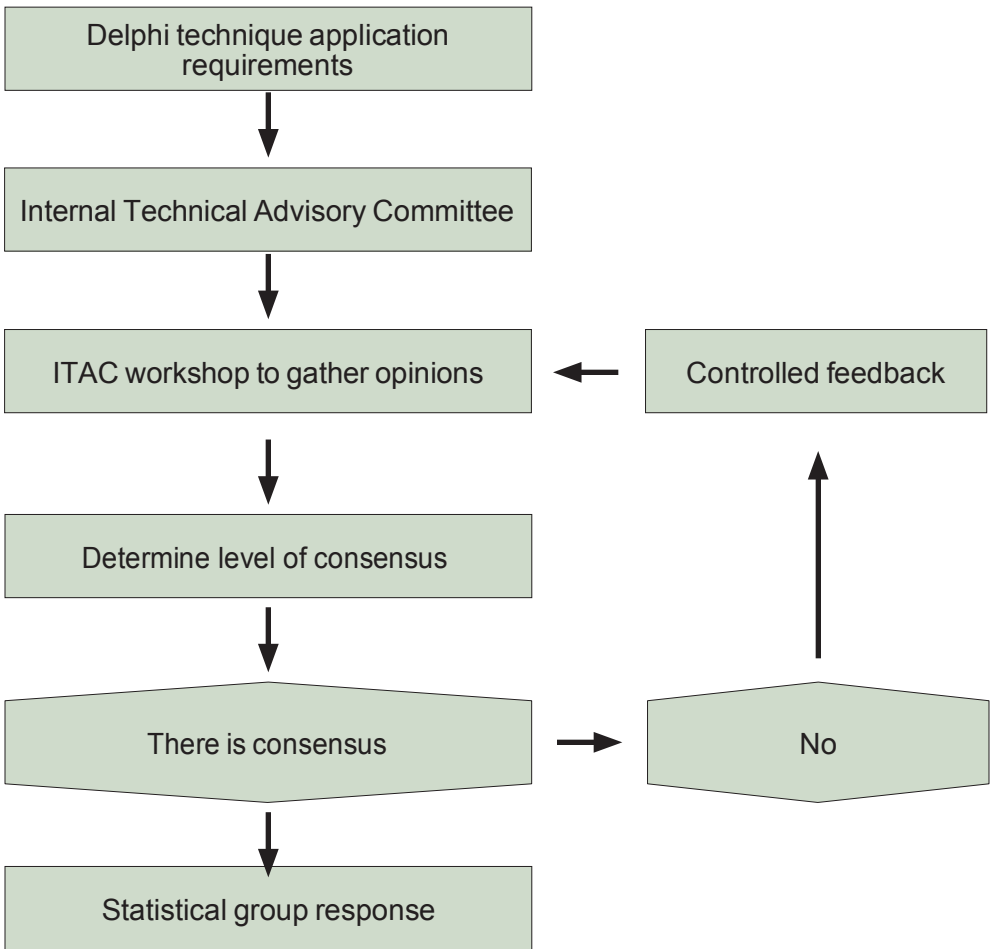 Delphi technique application
requirements
Internal Technical Advisory Committee
ITAC workshop to gather opinions
Controlled feedback
Determine level of consensus
There is consensus
No
Statistical group response